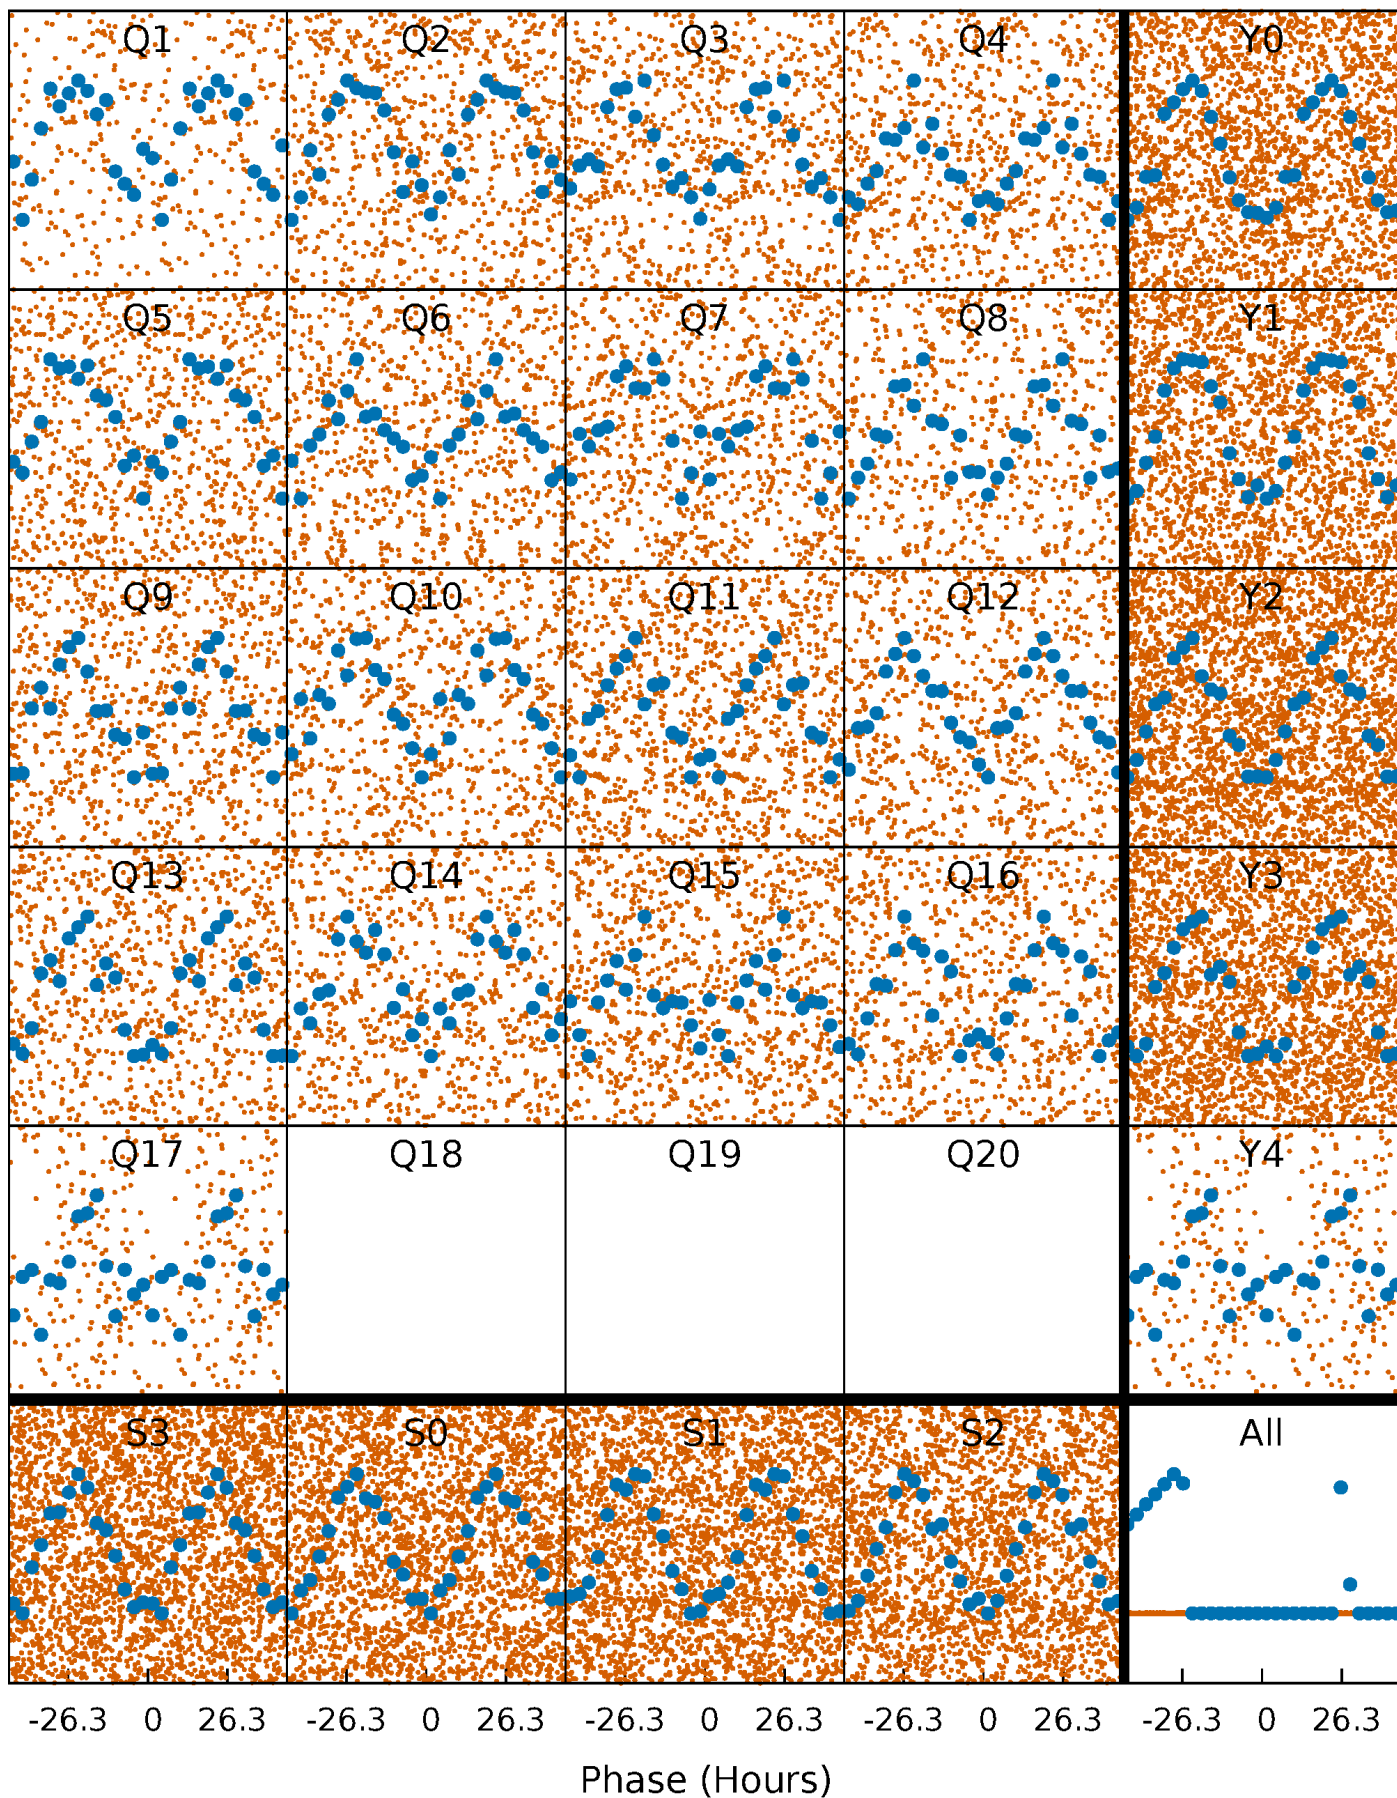 Q1 Q2 Q3 Q4 Y0
Q5 Q6 Q7 Q8 Y1
Q9 Q10 Q11 Q12 Y2
Q13 Q14 Q15 Q16 Y3
Q17 Q18 Q19 Q20 Y4
S3 S0 S1 S2 All
-26.3 0 26.3 -26.3 0 26.3 -26.3 0 26.3 -26.3 0 26.3 -26.3 0 26.3
Phase (Hours)